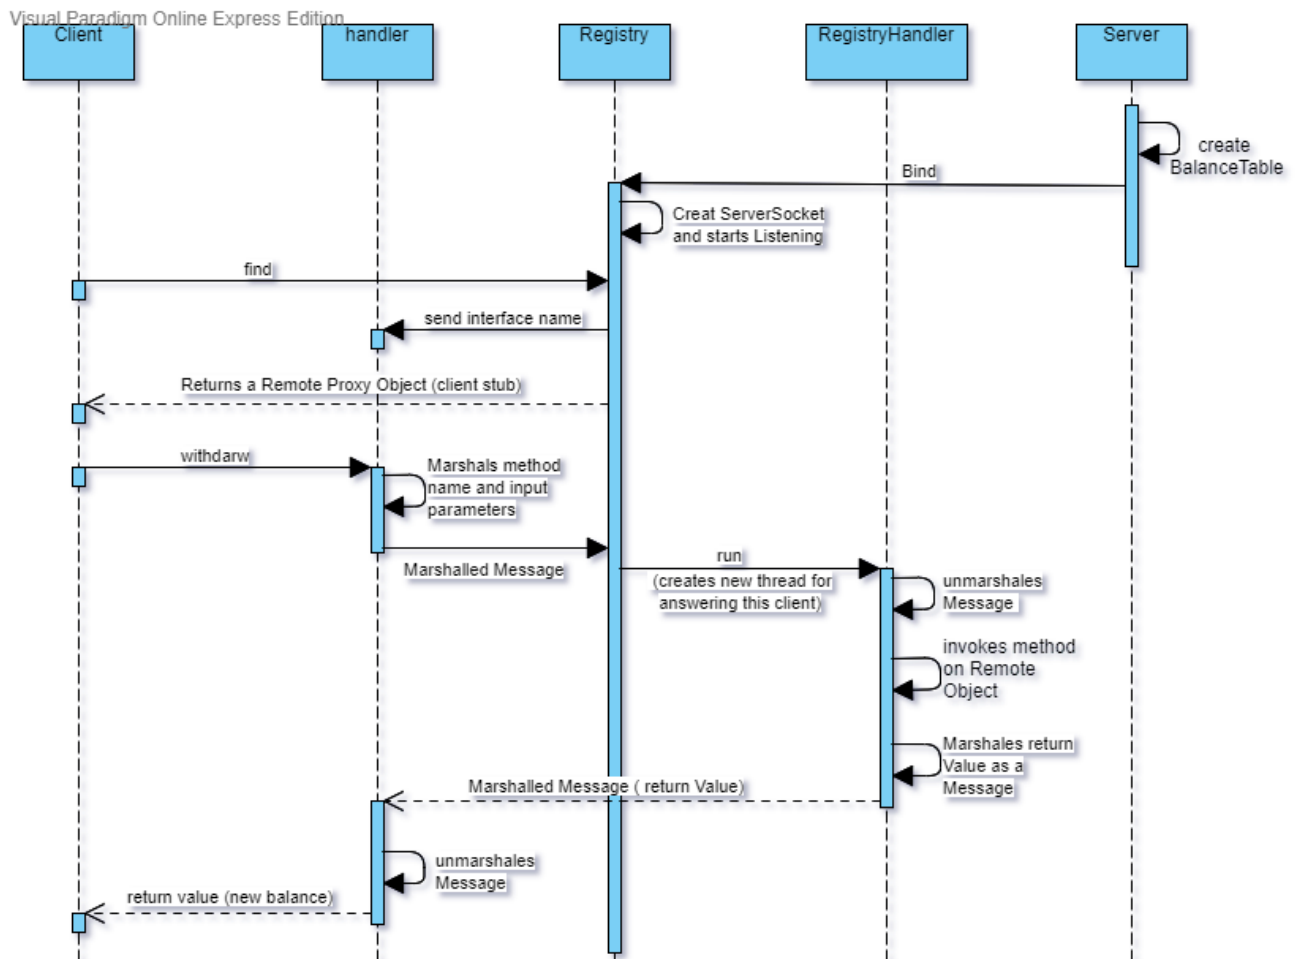 Visual Paradigm Online Express Edition
Client
handler
Registry
RegistryHandler
Server
create
BalanceTable
Bind
Creat ServerSocket
and starts Listening
find
send interface name
Returns a Remote Proxy Object (client stub)
withdarw
Marshals method
name and input
parameters
Marshalled Message
run
(creates new thread for
answering this client)
unmarshales
Message
invokes method
on Remote
Object
Marshales return
Value as a
Message
Marshalled Message ( return Value)
unmarshales
Message
return value (new balance)